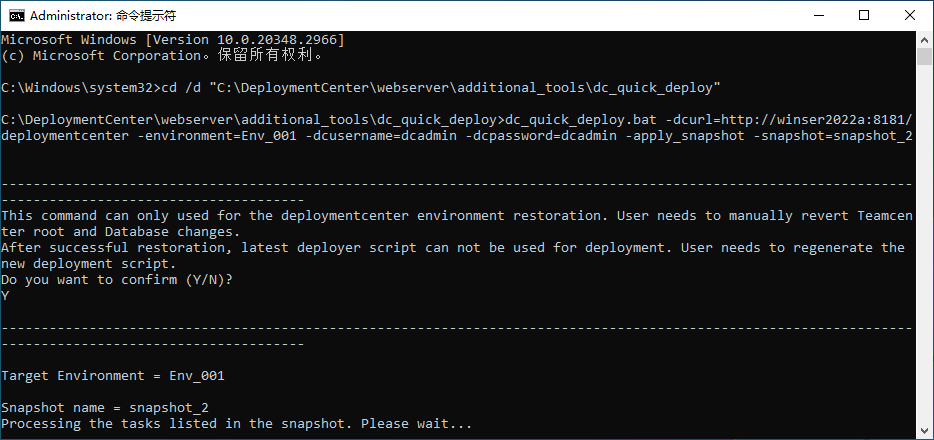 Administrator: 命令提示符
Microsoft Windows [Version 10.0.20348.2966]
(c) Microsoft Corporation。保留所有权利。
C:\Windows\system32>cd /d "C:\DeploymentCenter\webserver\additional_tools\dc_quick_deploy"
C:\DeploymentCenter\webserver\additional_tools\dc_quick_deploy>dc_quick_deploy.bat -dcurl=http://winser2022a:8181/
deploymentcenter -environment=Env_001 -dcusername=dcadmin -dcpassword=dcadmin -apply_snapshot -snapshot=snapshot_2
------------------------------------------------------------------------------------------------------------------
--------------------------------------
This command can only used for the deploymentcenter environment restoration. User needs to manually revert Teamcen
ter root and Database changes.
After successful restoration, latest deployer script can not be used for deployment. User needs to regenerate the
new deployment script.
Do you want to confirm (Y/N)?
Y
------------------------------------------------------------------------------------------------------------------
--------------------------------------
Target Environment = Env_001
Snapshot name = snapshot_2
Processing the tasks listed in the snapshot. Please wait...